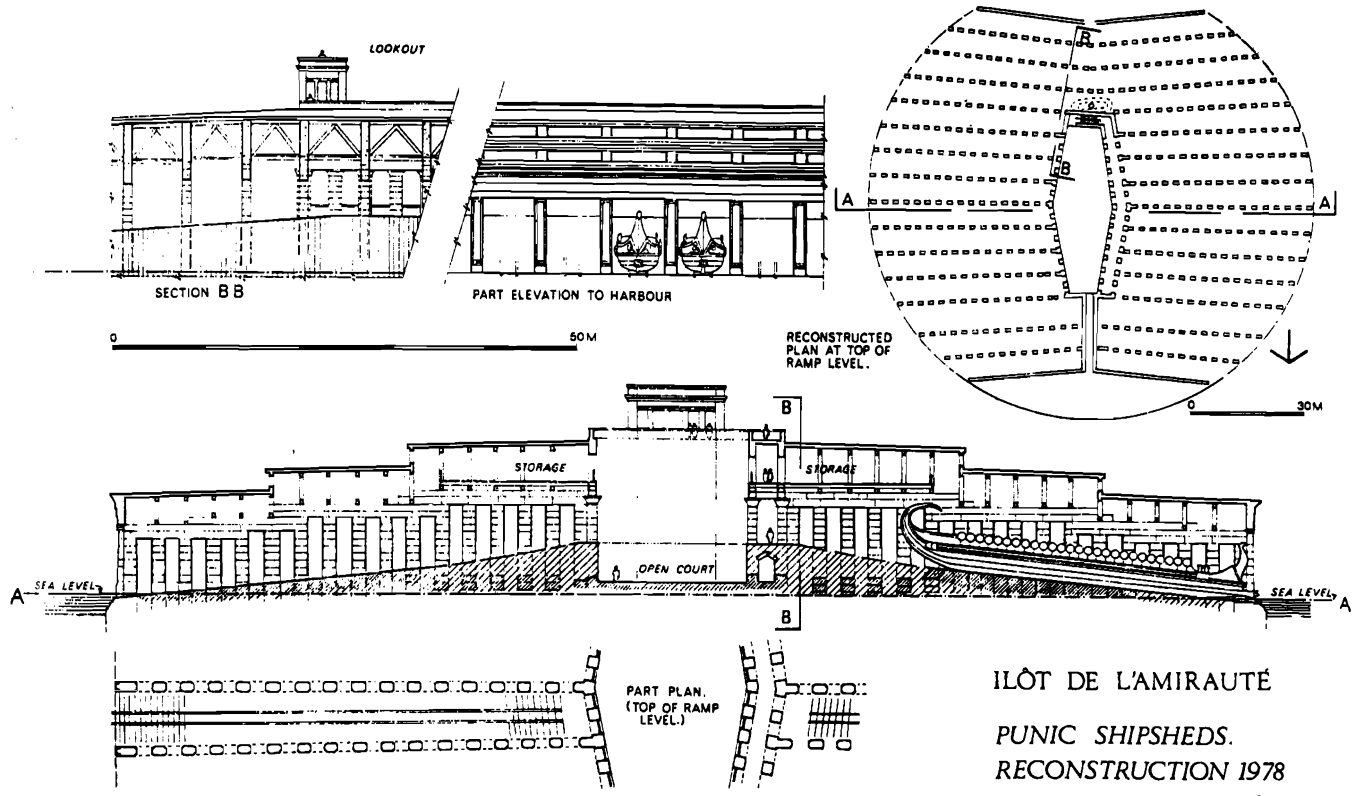 LOOKOUT
SECTION BB
PART ELEVATION TO HARBOUR
0 50M
B
B
A A
RECONSTRUCTED
PLAN AT TOP OF
RAMP LEVEL.
0 30M
B
STORAGE
STORAGE
OPEN COURT
SEA LEVEL
SEA LEVEL
A A
B
PART PLAN.
(TOP OF RAMP
LEVEL.)
ILÔT DE L'AMIRAUTÉ
PUNIC SHIPSHEDS.
RECONSTRUCTION 1978